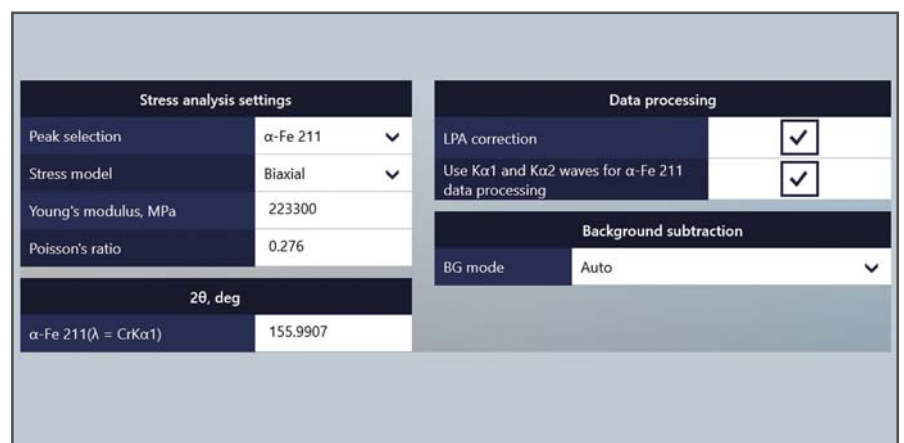 Stress analysis settings
Peak selection α-Fe 211
Stress model Biaxial
Young's modulus, MPa 223300
Poisson's ratio 0.276
2θ, deg
α-Fe 211(λ = CrKα1) 155.9907
Data processing
LPA correction
Use Kα1 and Kα2 waves for α-Fe 211
data processing
Background subtraction
BG mode Auto